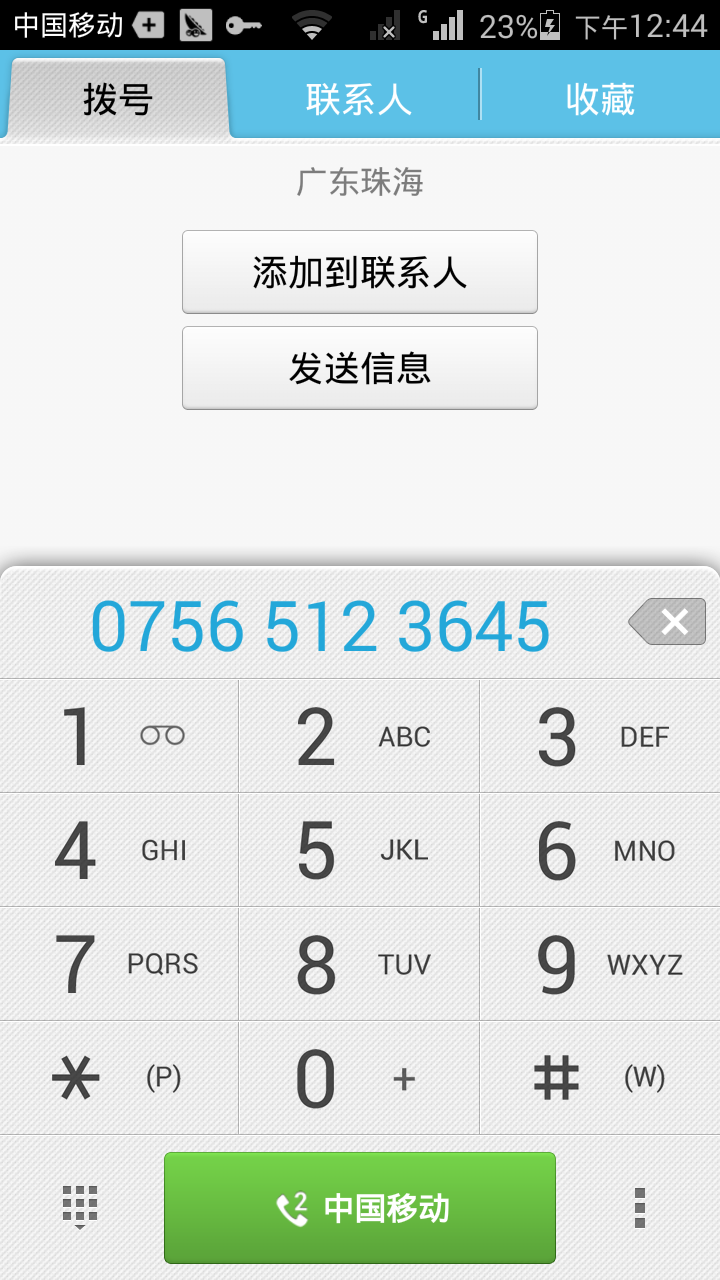 中国移动 G 23% 下午12:44
拨号 联系人 收藏
广东珠海
添加到联系人
发送信息
0756 512 3645
1 2 ABC 3 DEF
4 GHI 5 JKL 6 MNO
7 PQRS 8 TUV 9 WXYZ
* (P) 0 + # (W)
2 中国移动